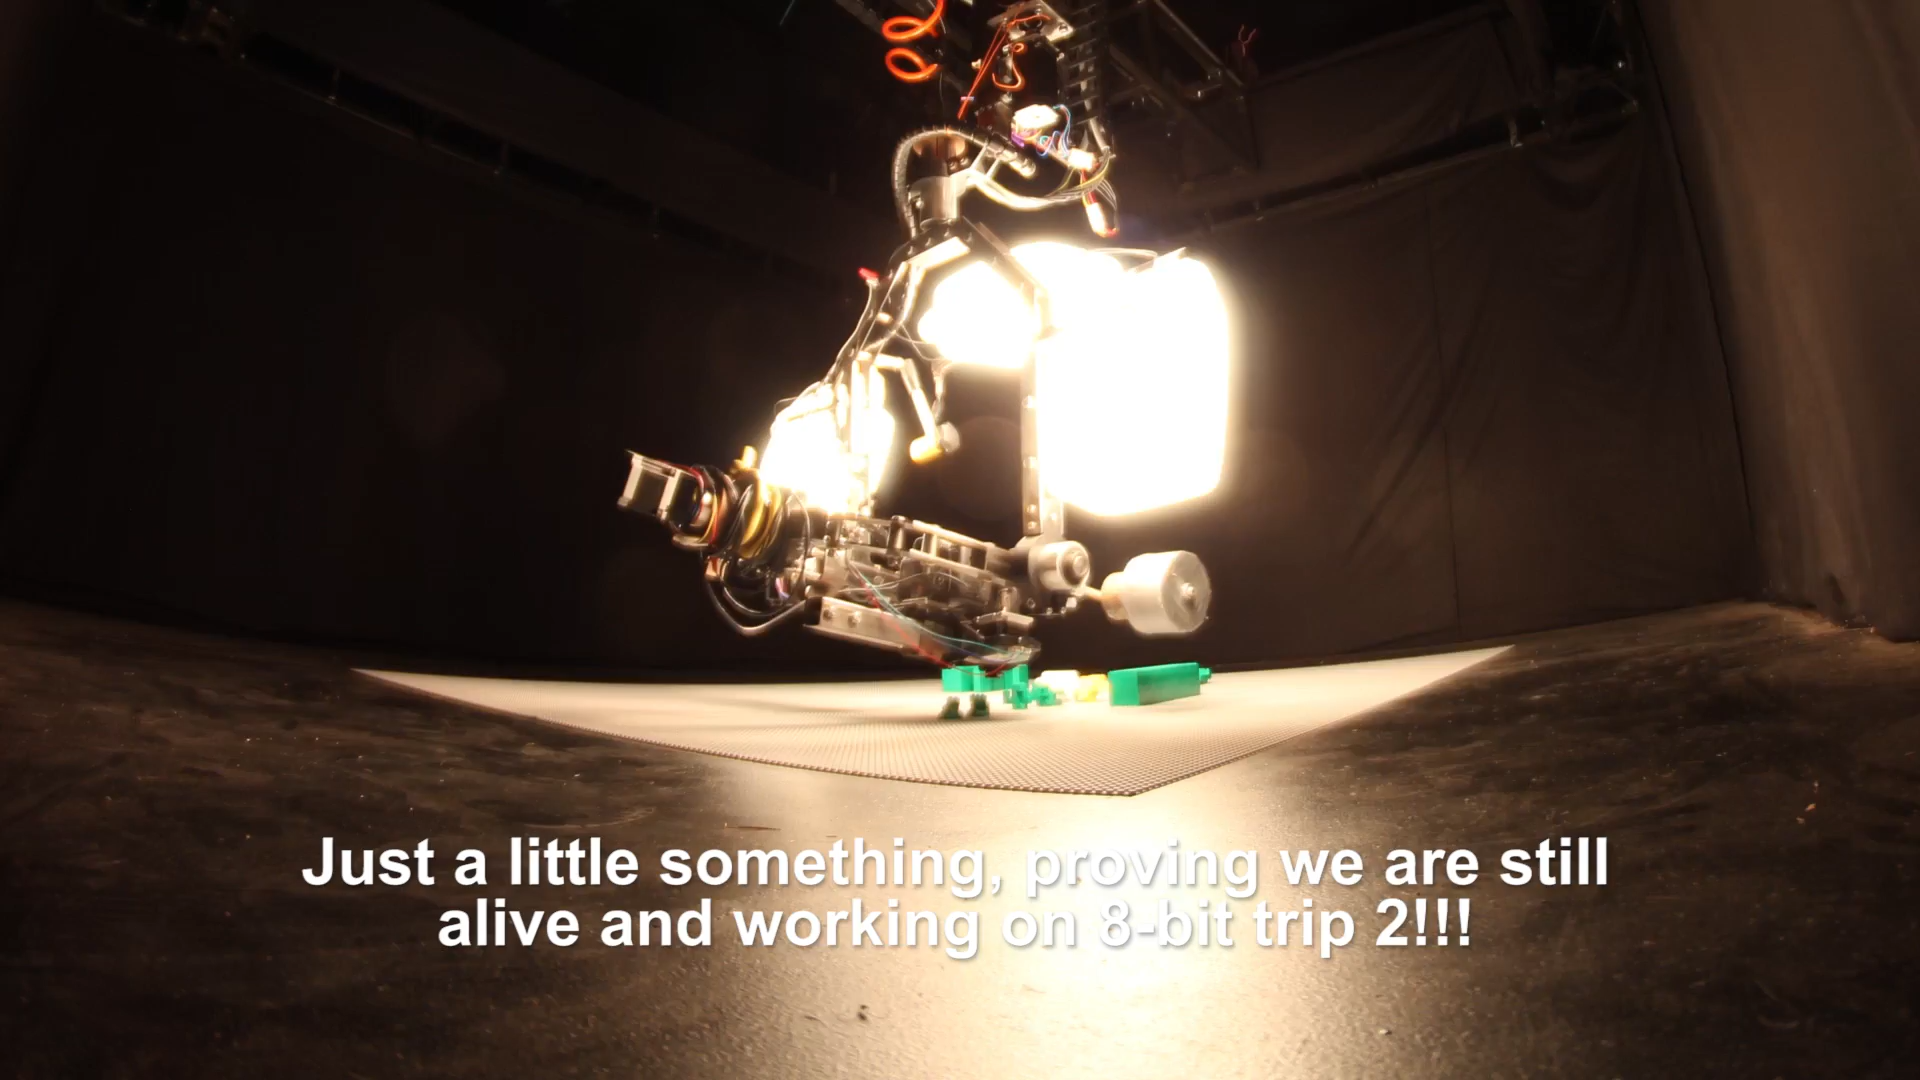 Just a little something, proving we are still
alive and working on 8-bit trip 2!!!